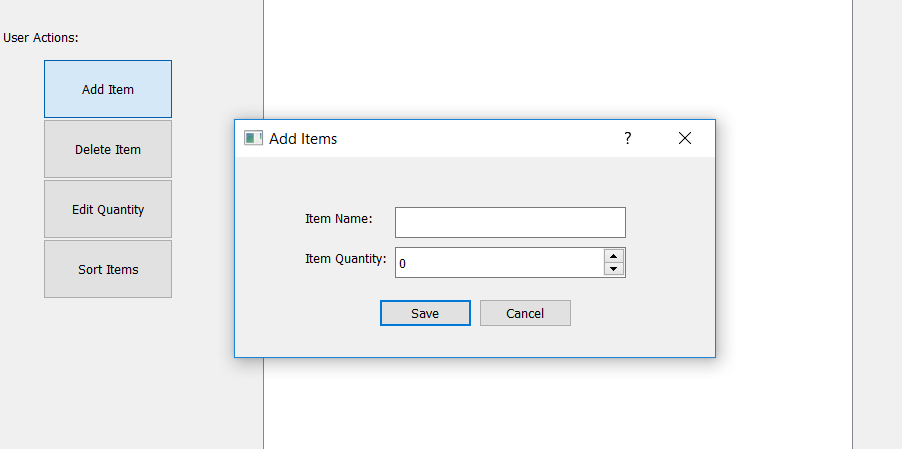 User Actions:
Add Item
Delete Item
Edit Quantity
Sort Items
Add Items
?
Item Name:
Item Quantity:
0
Save
Cancel